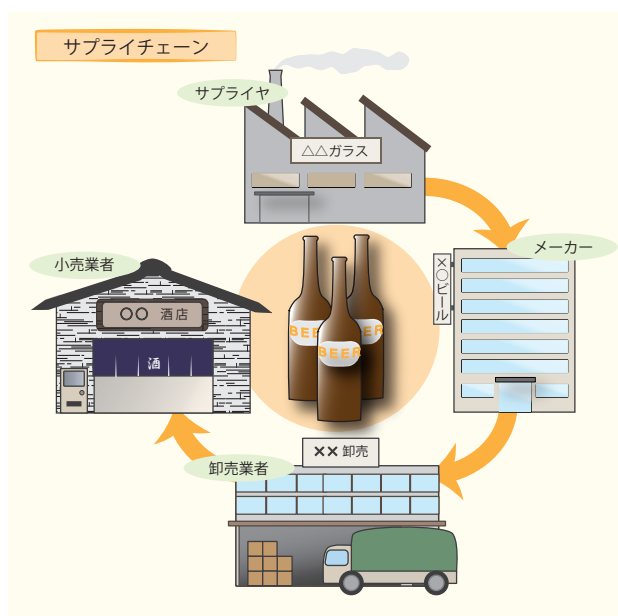 サプライチェーン
サプライヤ
△△ガラス
メーカー
×○ビール
小売業者
○○ 酒店
酒
BEER
BEER
BEER
×× 卸売
卸売業者